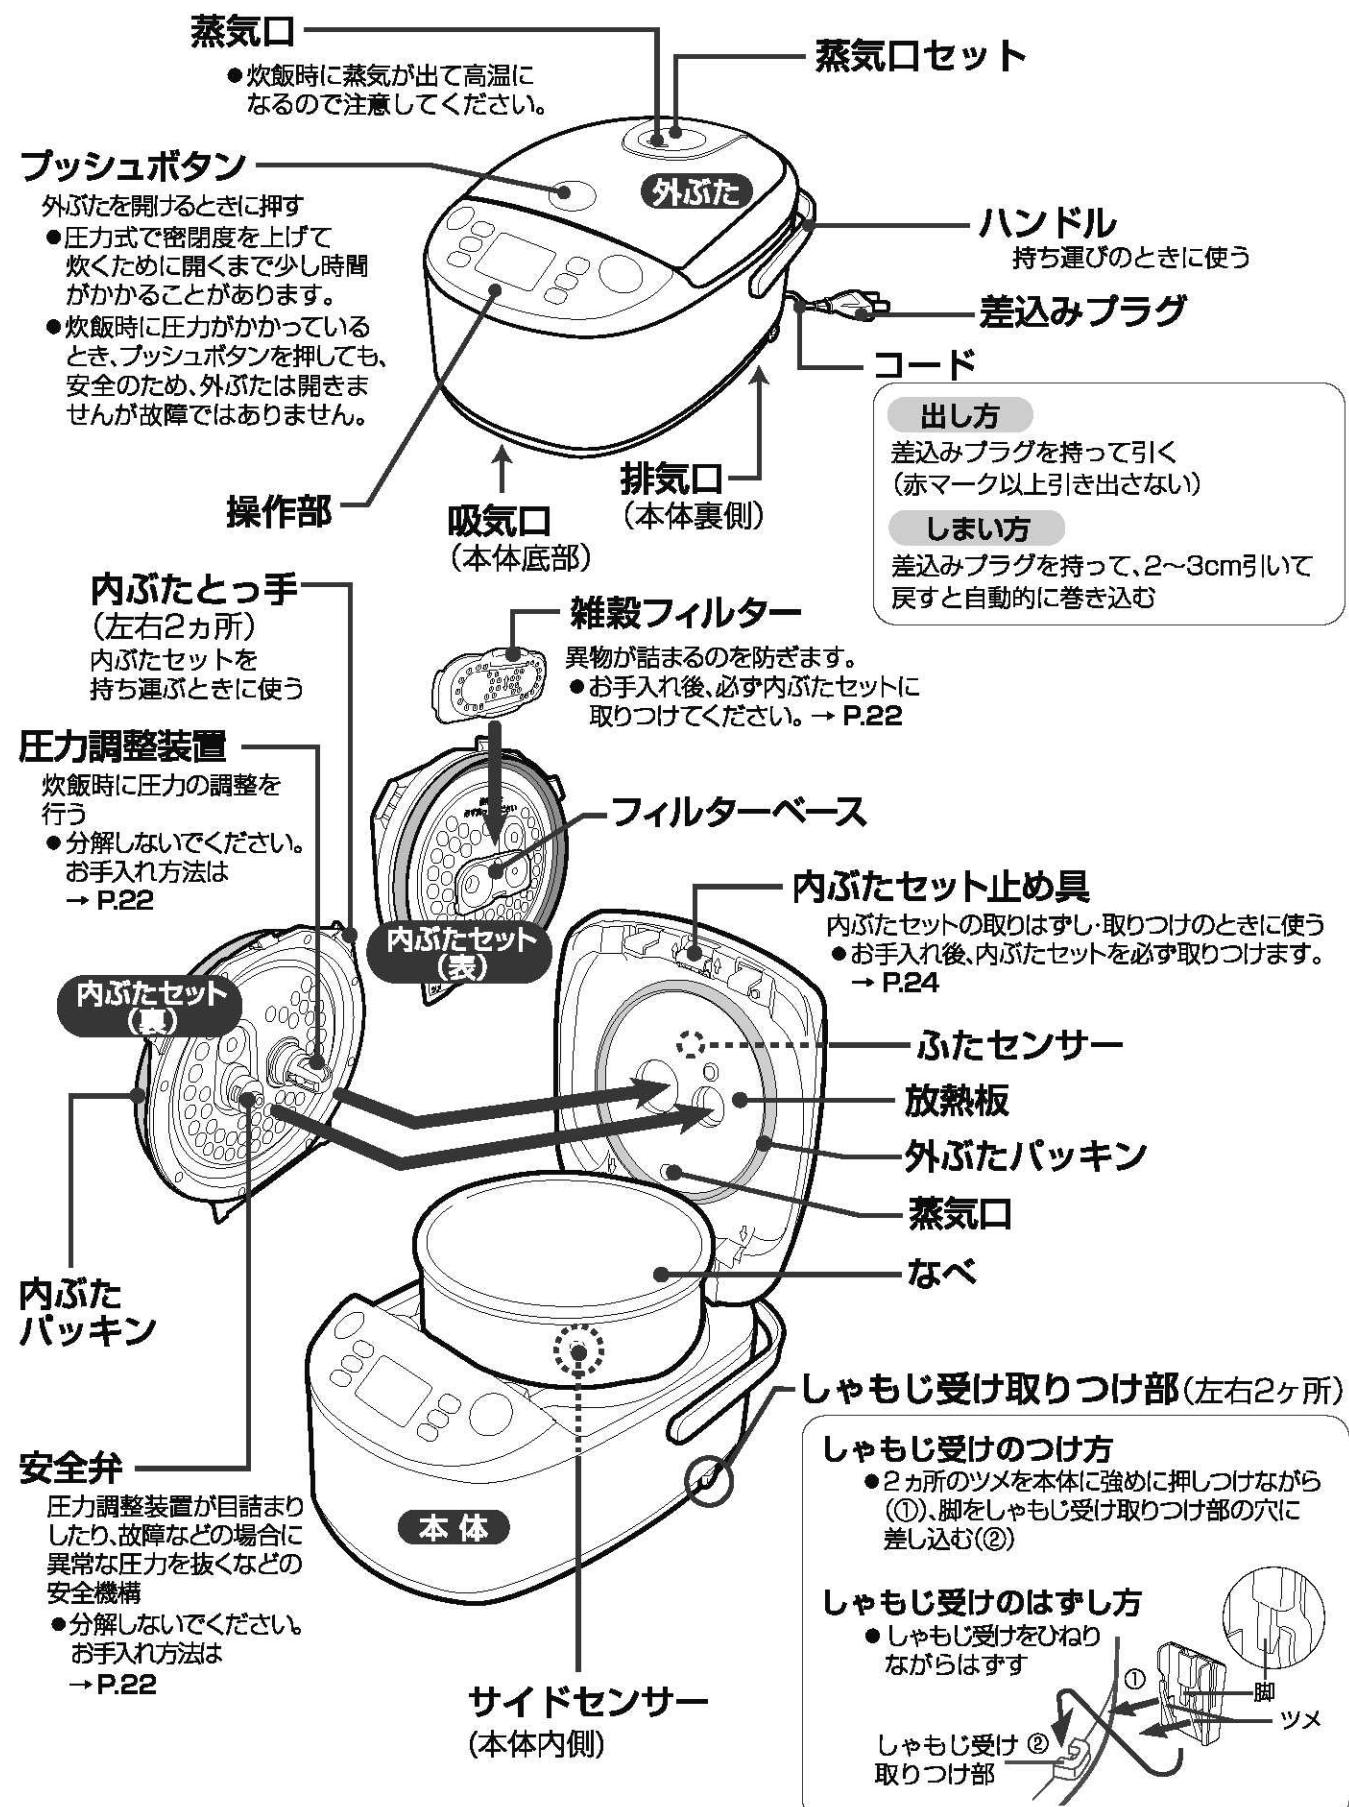 蒸気口
●炊飯時に蒸気が出て高温に
なるので注意してください。
蒸気口セット
プッシュボタン
外ぶたを開けるときに押す
●圧力式で密閉度を上げて
炊くために開くまで少し時間
がかかることがあります。
●炊飯時に圧力がかかっている
とき、プッシュボタンを押しても、
安全のため、外ぶたは開きま
せんが故障ではありません。
外ぶた
ハンドル
持ち運びのときに使う
差込みプラグ
コード
出し方
差込みプラグを持って引く
(赤マーク以上引き出さない)
しまい方
差込みプラグを持って、2〜3cm引いて
戻すと自動的に巻き込む
操作部
吸気口
(本体底部)
排気口
(本体裏側)
内ぶたとっ手
(左右2ヵ所)
内ぶたセットを
持ち運ぶときに使う
雑穀フィルター
異物が詰まるのを防ぎます。
●お手入れ後、必ず内ぶたセットに
取りつけてください。→ P.22
圧力調整装置
炊飯時に圧力の調整を
行う
●分解しないでください。
お手入れ方法は
→ P.22
フィルターベース
内ぶたセット
(表)
内ぶたセット止め具
内ぶたセットの取りはずし・取りつけのときに使う
●お手入れ後、内ぶたセットを必ず取りつけます。
→ P.24
内ぶたセット
(裏)
ふたセンサー
放熱板
外ぶたパッキン
蒸気口
なべ
内ぶた
パッキン
しゃもじ受け取りつけ部(左右2ヶ所)
しゃもじ受けのつけ方
●2ヵ所のツメを本体に強めに押しつけながら
(①)、脚をしゃもじ受け取りつけ部の穴に
差し込む(②)
しゃもじ受けのはずし方
●しゃもじ受けをひねり
ながらはずす
①
脚
ツメ
しゃもじ受け ②
取りつけ部
安全弁
圧力調整装置が目詰まり
したり、故障などの場合に
異常な圧力を抜くなどの
安全機構
●分解しないでください。
お手入れ方法は
→P.22
本体
サイドセンサー
(本体内側)